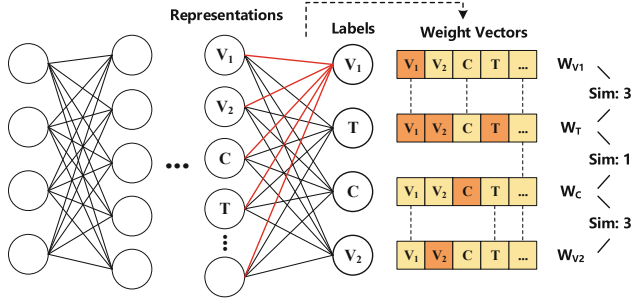 Representations
Labels
Weight Vectors
V1
V2
C
T
V1
T
C
V2
V1 V2 C T ... WV1
Sim: 3
V1 V2 C T ... WT
Sim: 1
V1 V2 C T ... WC
Sim: 3
V1 V2 C T ... WV2